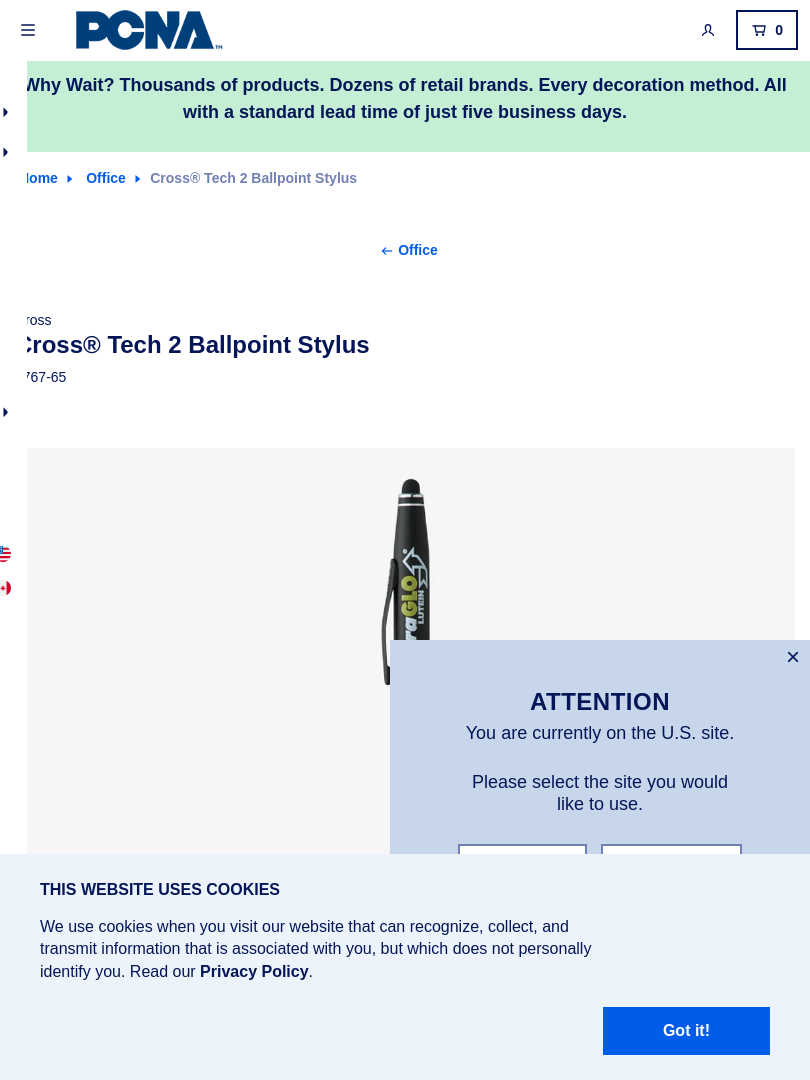 PCNA TM
0
Why Wait? Thousands of products. Dozens of retail brands. Every decoration method. All
with a standard lead time of just five business days.
Office
Cross® Tech 2 Ballpoint Stylus
← Office
Cross® Tech 2 Ballpoint Stylus
GLO
LUTEIN
ATTENTION
You are currently on the U.S. site.
Please select the site you would
like to use.
THIS WEBSITE USES COOKIES
We use cookies when you visit our website that can recognize, collect, and
transmit information that is associated with you, but which does not personally
identify you. Read our Privacy Policy.
Got it!